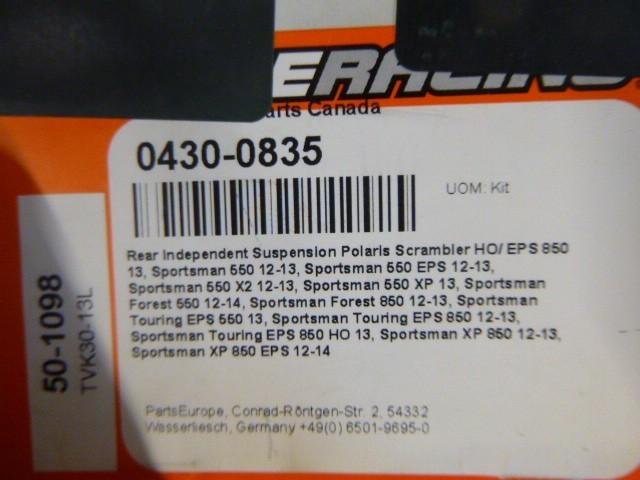 ERACING
arts Canada
0430-0835
UOM: Kit
Rear Independent Suspension Polaris Scrambler HO/ EPS 850
13, Sportsman 550 12-13, Sportsman 550 EPS 12-13,
Sportsman 550 X2 12-13, Sportsman 550 XP 13, Sportsman
Forest 550 12-14, Sportsman Forest 850 12-13, Sportsman
Touring EPS 550 13, Sportsman Touring EPS 850 12-13,
Sportsman Touring EPS 850 HO 13, Sportsman XP 850 12-13,
Sportsman XP 850 EPS 12-14
PartsEurope, Conrad-Röntgen-Str. 2, 54332
Wasserliesch, Germany +49(0) 6501-9695-0
50-1098
TVK30-13L